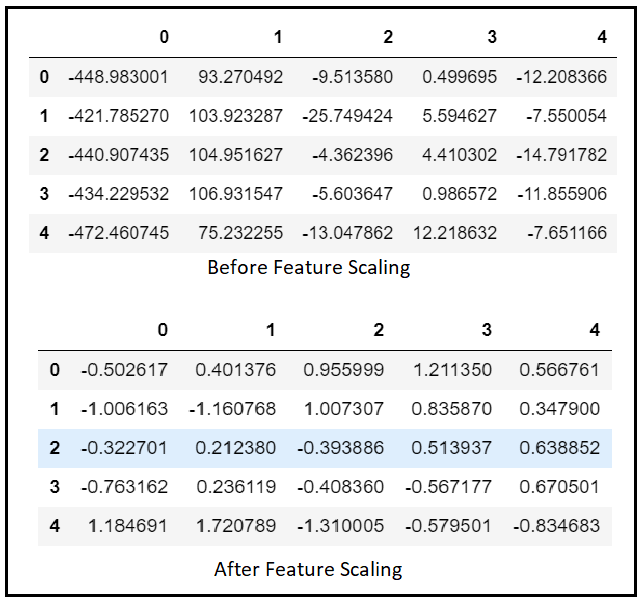 0 1 2 3 4
0 -448.983001 93.270492 -9.513580 0.499695 -12.208366
1 -421.785270 103.923287 -25.749424 5.594627 -7.550054
2 -440.907435 104.951627 -4.362396 4.410302 -14.791782
3 -434.229532 106.931547 -5.603647 0.986572 -11.855906
4 -472.460745 75.232255 -13.047862 12.218632 -7.651166
Before Feature Scaling
0 1 2 3 4
0 -0.502617 0.401376 0.955999 1.211350 0.566761
1 -1.006163 -1.160768 1.007307 0.835870 0.347900
2 -0.322701 0.212380 -0.393886 0.513937 0.638852
3 -0.763162 0.236119 -0.408360 -0.567177 0.670501
4 1.184691 1.720789 -1.310005 -0.579501 -0.834683
After Feature Scaling